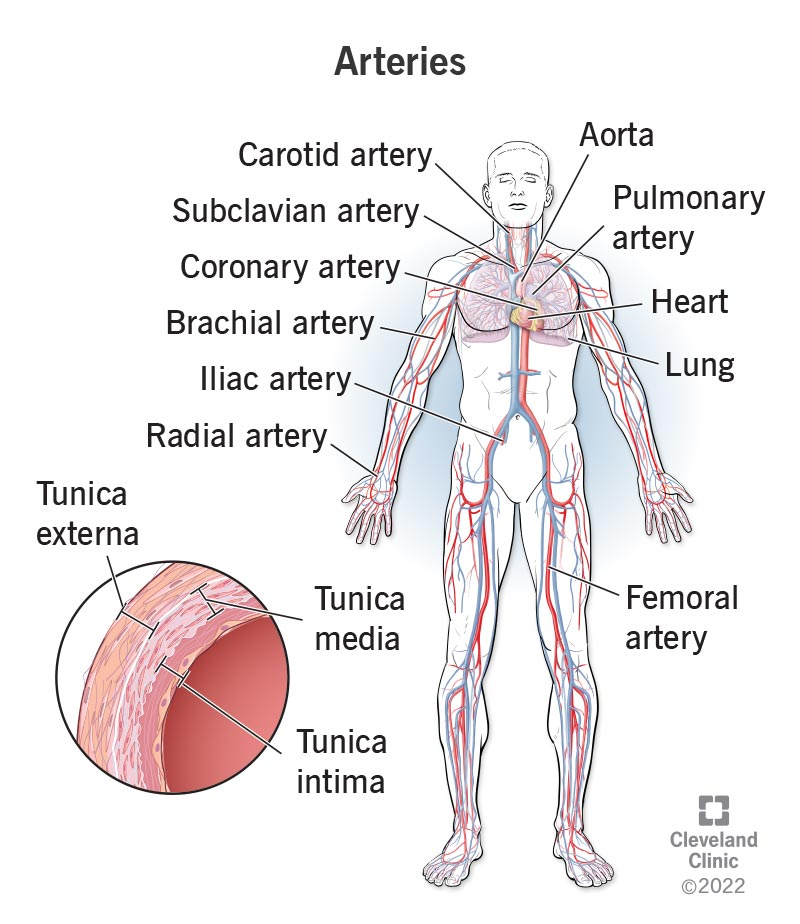 Arteries
Carotid artery
Aorta
Subclavian artery
Pulmonary
artery
Coronary artery
Heart
Brachial artery
Lung
Iliac artery
Radial artery
Tunica
externa
Tunica
media
Femoral
artery
Tunica
intima
Cleveland
Clinic
©2022